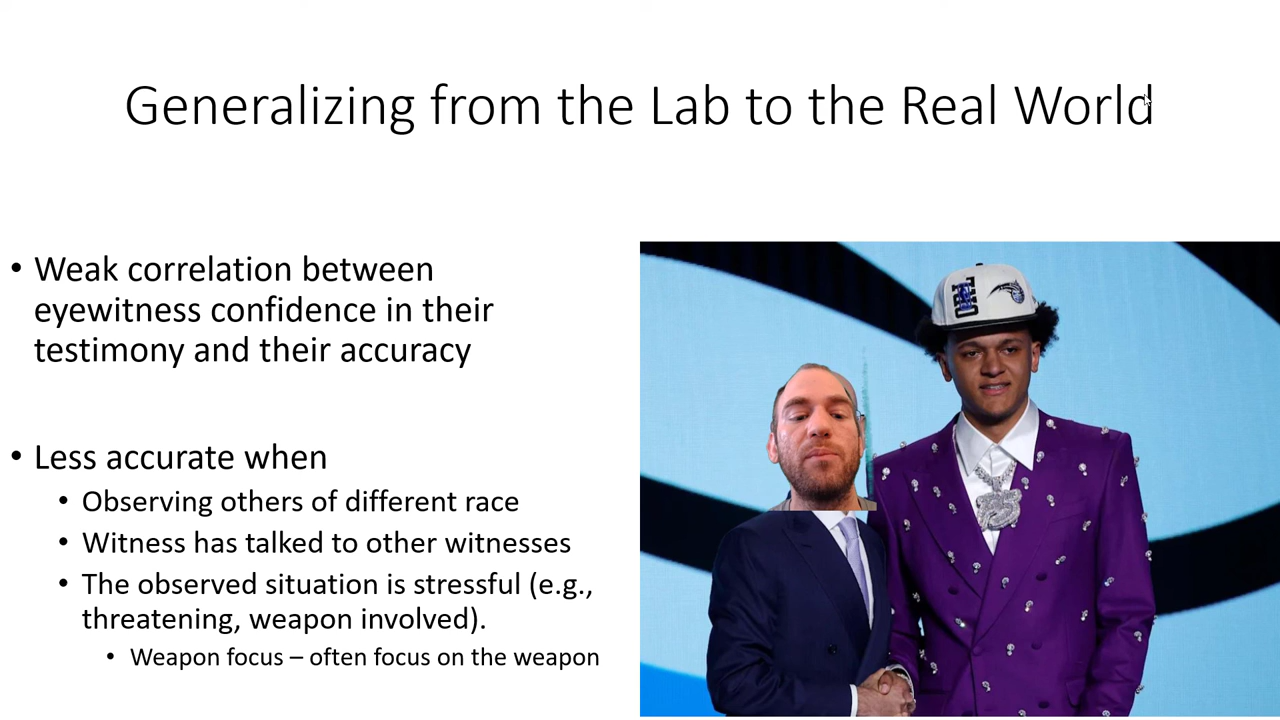 Generalizing from the Lab to the Real World
• Weak correlation between
eyewitness confidence in their
testimony and their accuracy
• Less accurate when
• Observing others of different race
• Witness has talked to other witnesses
• The observed situation is stressful (e.g.,
threatening, weapon involved).
• Weapon focus – often focus on the weapon